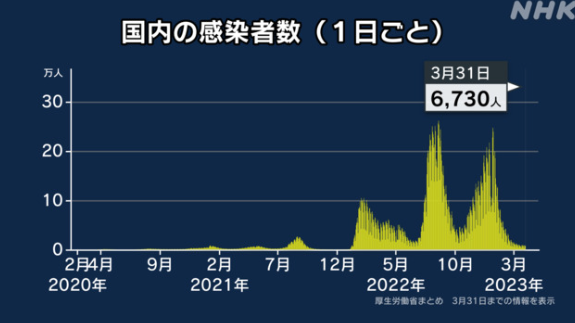 NHK
国内の感染者数（１日ごと）
万人
3月31日
6,730人
30
20
10
0
2月 4月 9月 2月 7月 12月 5月 10月 3月
2020年 2021年 2022年 2023年
厚生労働省まとめ 3月31日までの情報を表示